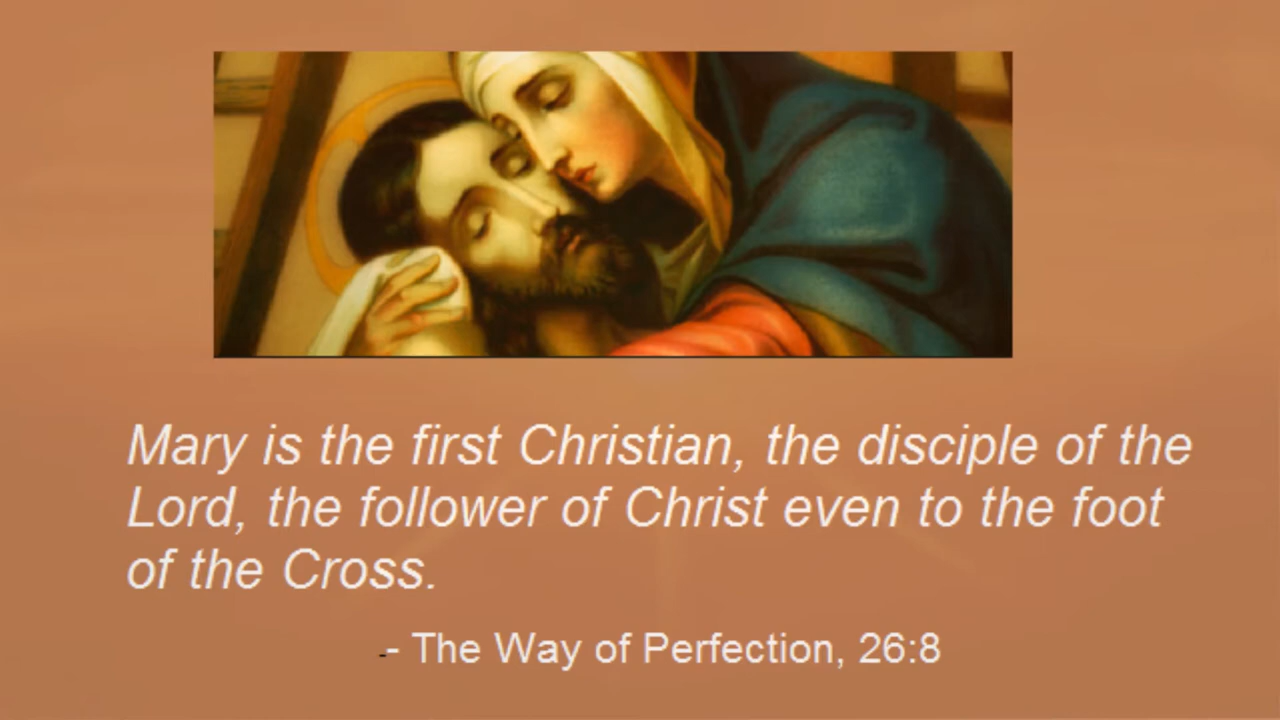 Mary is the first Christian, the disciple of the
Lord, the follower of Christ even to the foot
of the Cross.
-- The Way of Perfection, 26:8